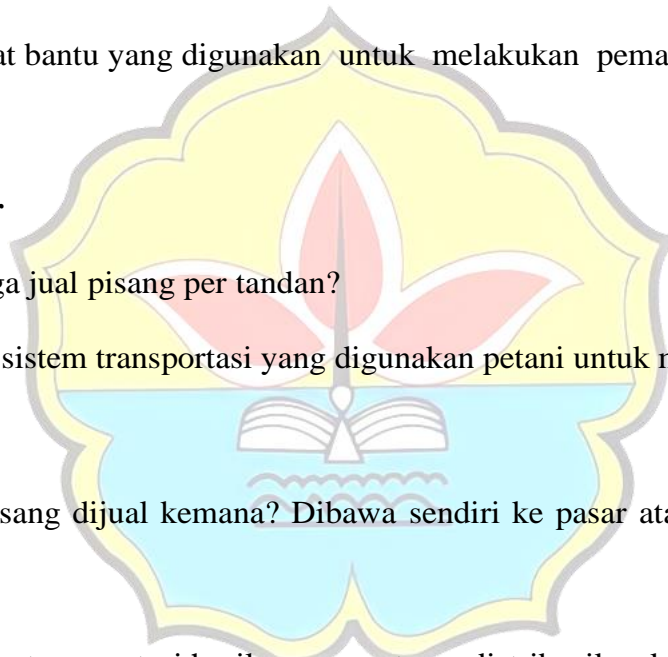 at bantu yang digunakan untuk melakukan pema
.
ga jual pisang per tandan?
sistem transportasi yang digunakan petani untuk
sang dijual kemana? Dibawa sendiri ke pasar ata